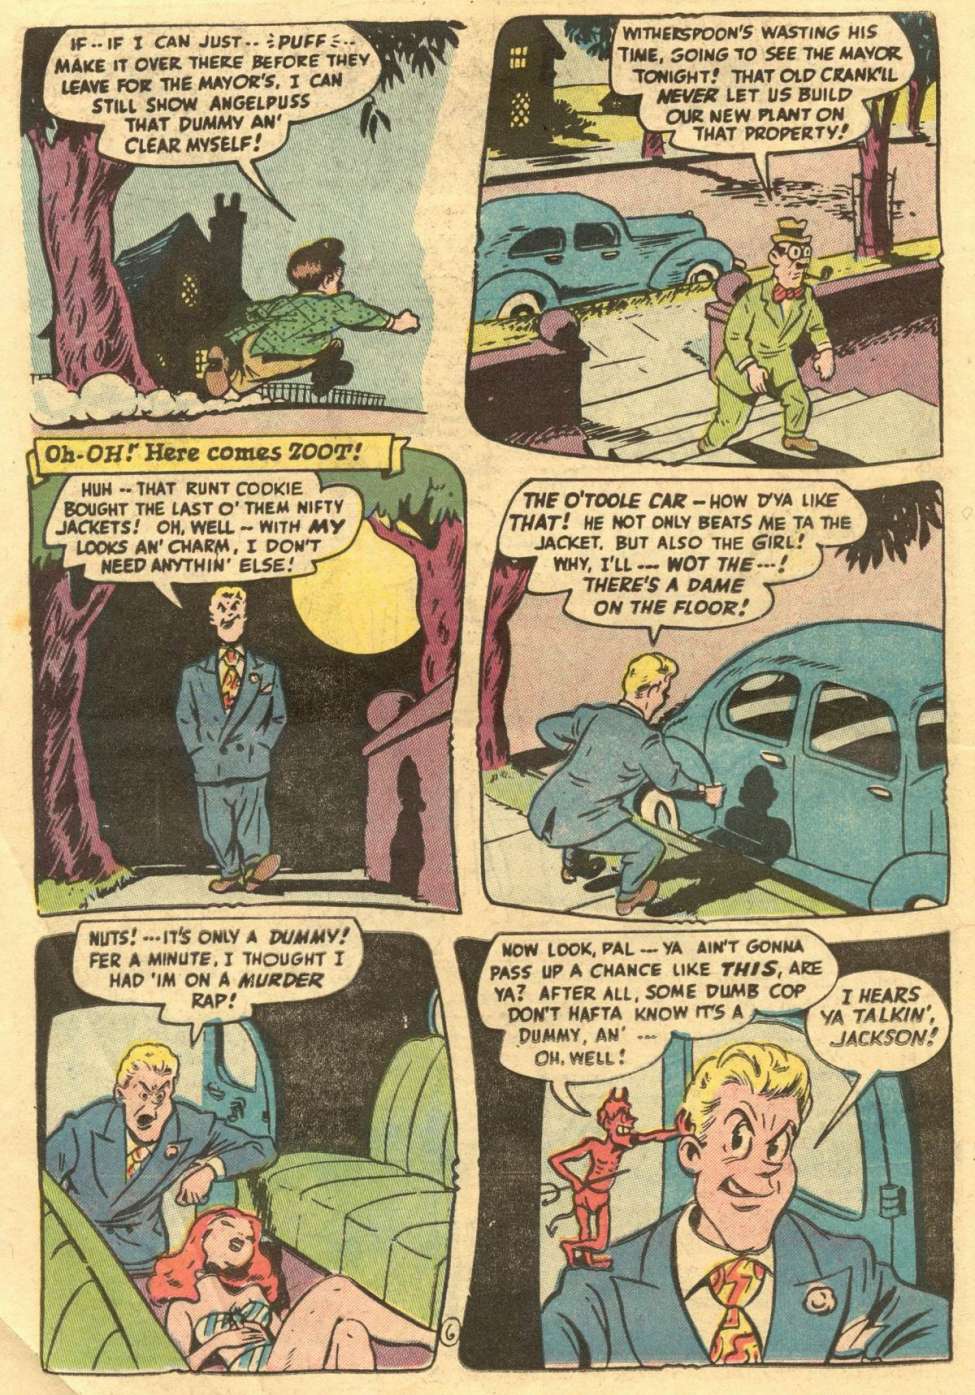 IF -- IF I CAN JUST -- PUFF --
MAKE IT OVER THERE BEFORE THEY
LEAVE FOR THE MAYOR'S, I CAN
STILL SHOW ANGELPUSS
THAT DUMMY AN'
CLEAR MYSELF!
WITHERSPOON'S WASTING HIS
TIME, GOING TO SEE THE MAYOR
TONIGHT! THAT OLD CRANK'LL
NEVER LET US BUILD
OUR NEW PLANT ON
THAT PROPERTY!
Oh-OH! Here comes ZOOT!
HUH -- THAT RUNT COOKIE
BOUGHT THE LAST O' THEM NIFTY
JACKETS! OH, WELL - WITH MY
LOOKS AN' CHARM, I DON'T
NEED ANYTHIN' ELSE!
THE O'TOOLE CAR - HOW D'YA LIKE
THAT! HE NOT ONLY BEATS ME TA THE
JACKET, BUT ALSO THE GIRL!
WHY, I'LL -- WOT THE ---!
THERE'S A DAME
ON THE FLOOR!
NUTS! --- IT'S ONLY A DUMMY!
FER A MINUTE, I THOUGHT I
HAD 'IM ON A MURDER
RAP!
6
NOW LOOK, PAL --- YA AIN'T GONNA
PASS UP A CHANCE LIKE THIS, ARE
YA? AFTER ALL, SOME DUMB COP
DON'T HAFTA KNOW IT'S A
DUMMY, AN' ---
OH, WELL!
I HEARS
YA TALKIN',
JACKSON!